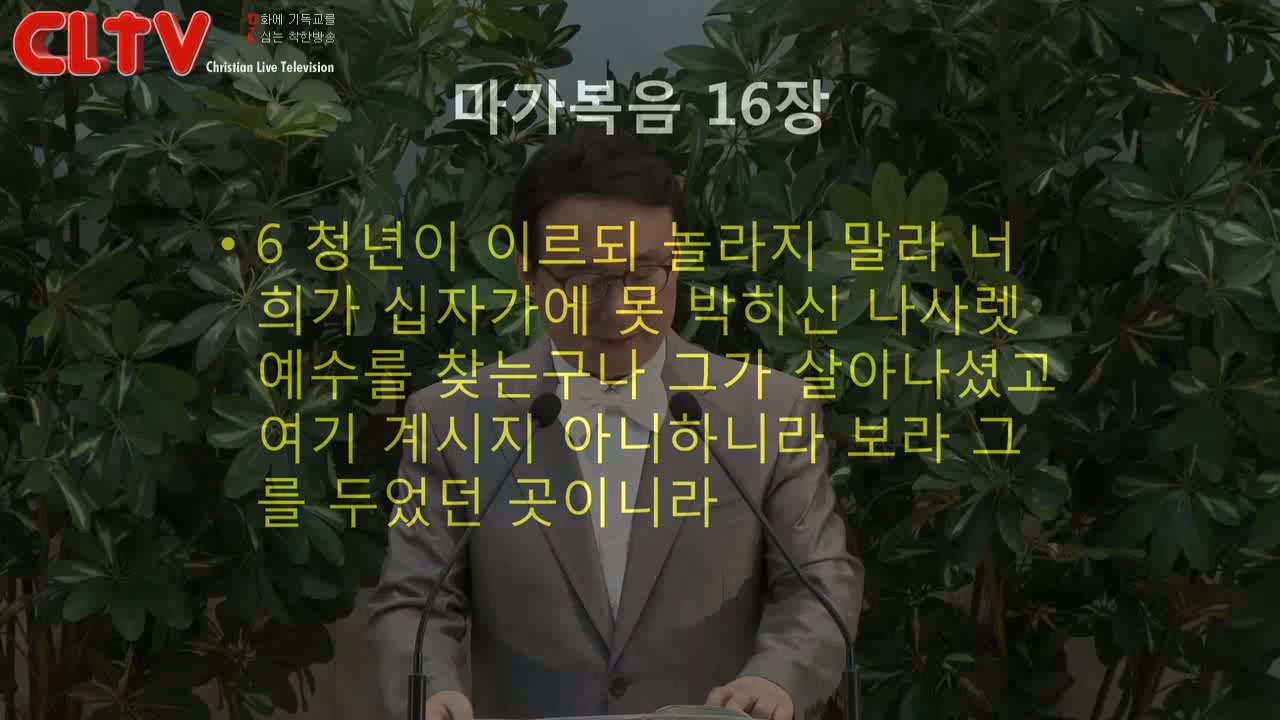 CLTV
화에 기독교를
심는 착한방송
Christian Live Television
마가복음 16장
• 6 청년이 이르되 놀라지 말라 너
희가 십자가에 못 박히신 나사렛
예수를 찾는구나 그가 살아나셨고
여기 계시지 아니하니라 보라 그
를 두었던 곳이니라